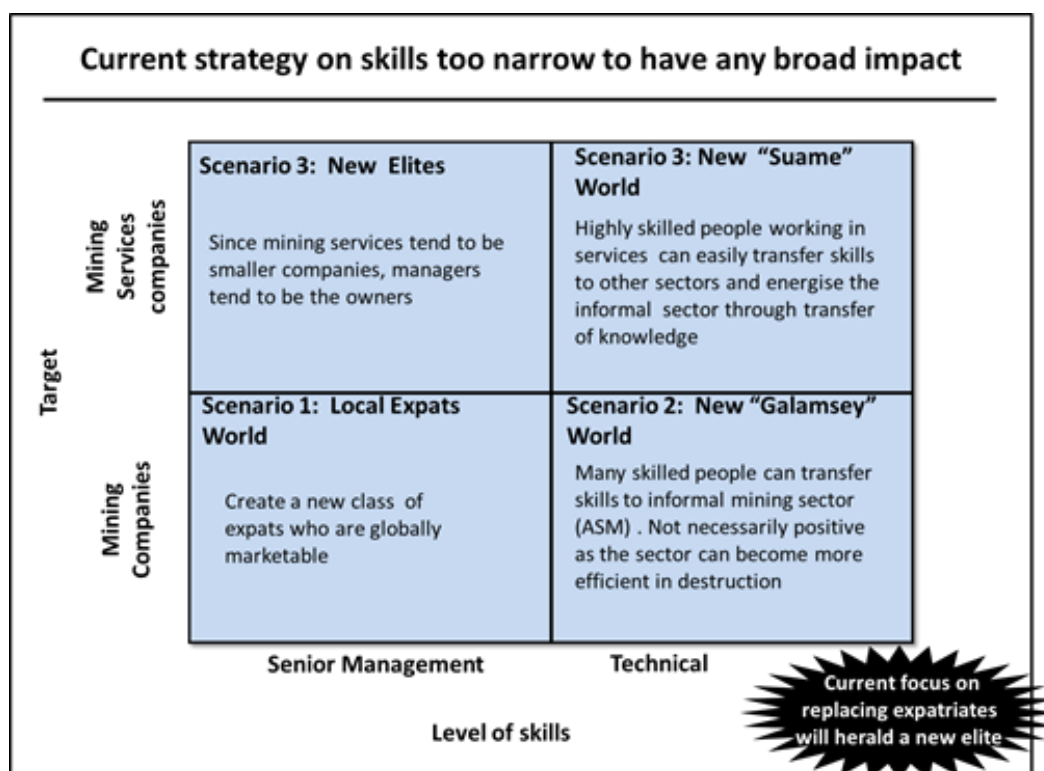 Current strategy on skills too narrow to have any broad impact
Target
Mining
Services
companies
Scenario 3:  New  Elites
Since mining services tend to be
smaller companies, managers
tend to be the owners
Scenario 3: New  “Suame”
World
Highly skilled people working in
services  can easily transfer skills
to other sectors and energise the
informal  sector through transfer
of knowledge
Mining
Companies
Scenario 1:  Local Expats
World
Create a new class  of
expats who are globally
marketable
Scenario 2:  New “Galamsey”
World
Many skilled people can transfer
skills to informal mining sector
(ASM) . Not necessarily positive
as the sector can become more
efficient in destruction
Senior Management
Technical
Level of skills
Current focus on
replacing expatriates
will herald a new elite